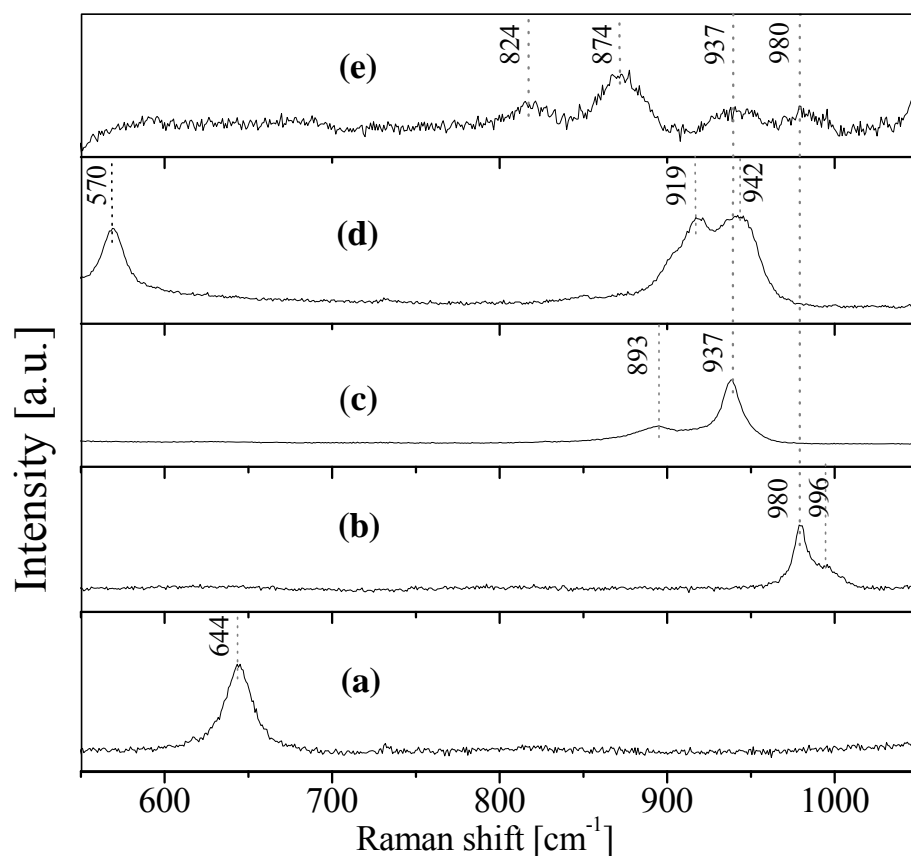 824 874 937 980
(e)
570 919 942
(d)
893 937
(c)
980 996
(b)
644
(a)
600 700 800 900 1000
Raman shift [cm⁻¹]
Intensity [a.u.]